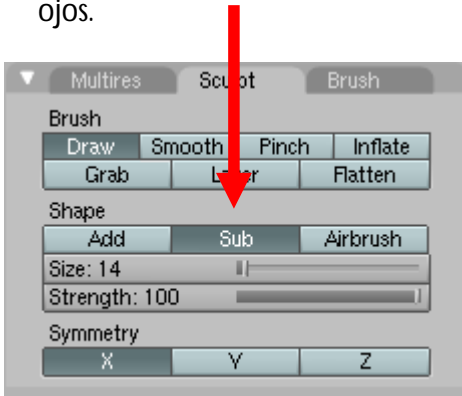 ojos.
Multires Sculpt Brush
Brush
Draw Smooth Pinch Inflate
Grab Layer Flatten
Shape
Add Sub Airbrush
Size: 14
Strength: 100
Symmetry
X Y Z